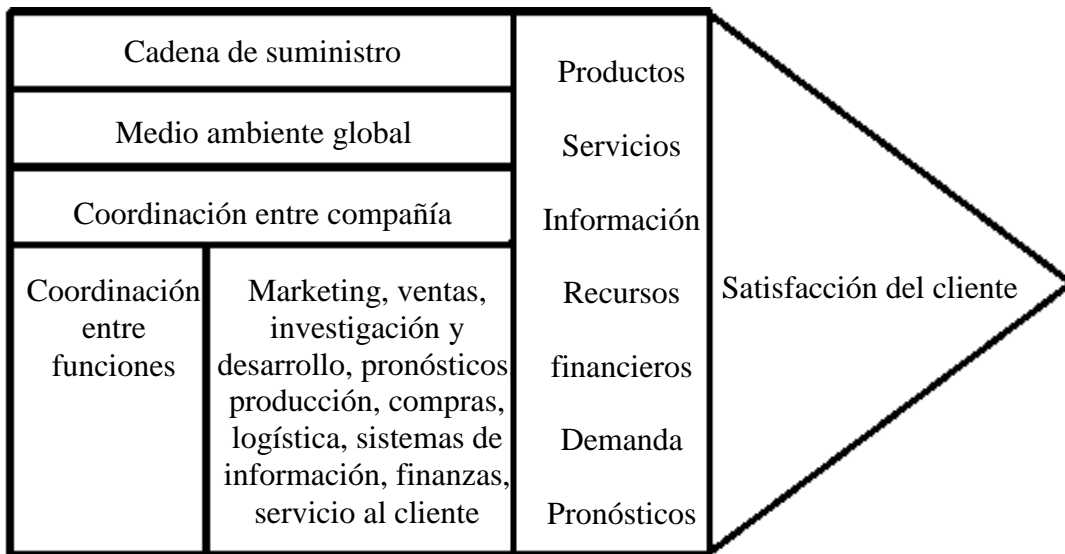 Cadena de suministro
Medio ambiente global
Coordinación entre compañía
Coordinación
entre
funciones
Marketing, ventas,
investigación y
desarrollo, pronósticos,
producción, compras,
logística, sistemas de
información, finanzas,
servicio al cliente
Productos
Servicios
Información
Recursos
financieros
Demanda
Pronósticos
Satisfacción del cliente